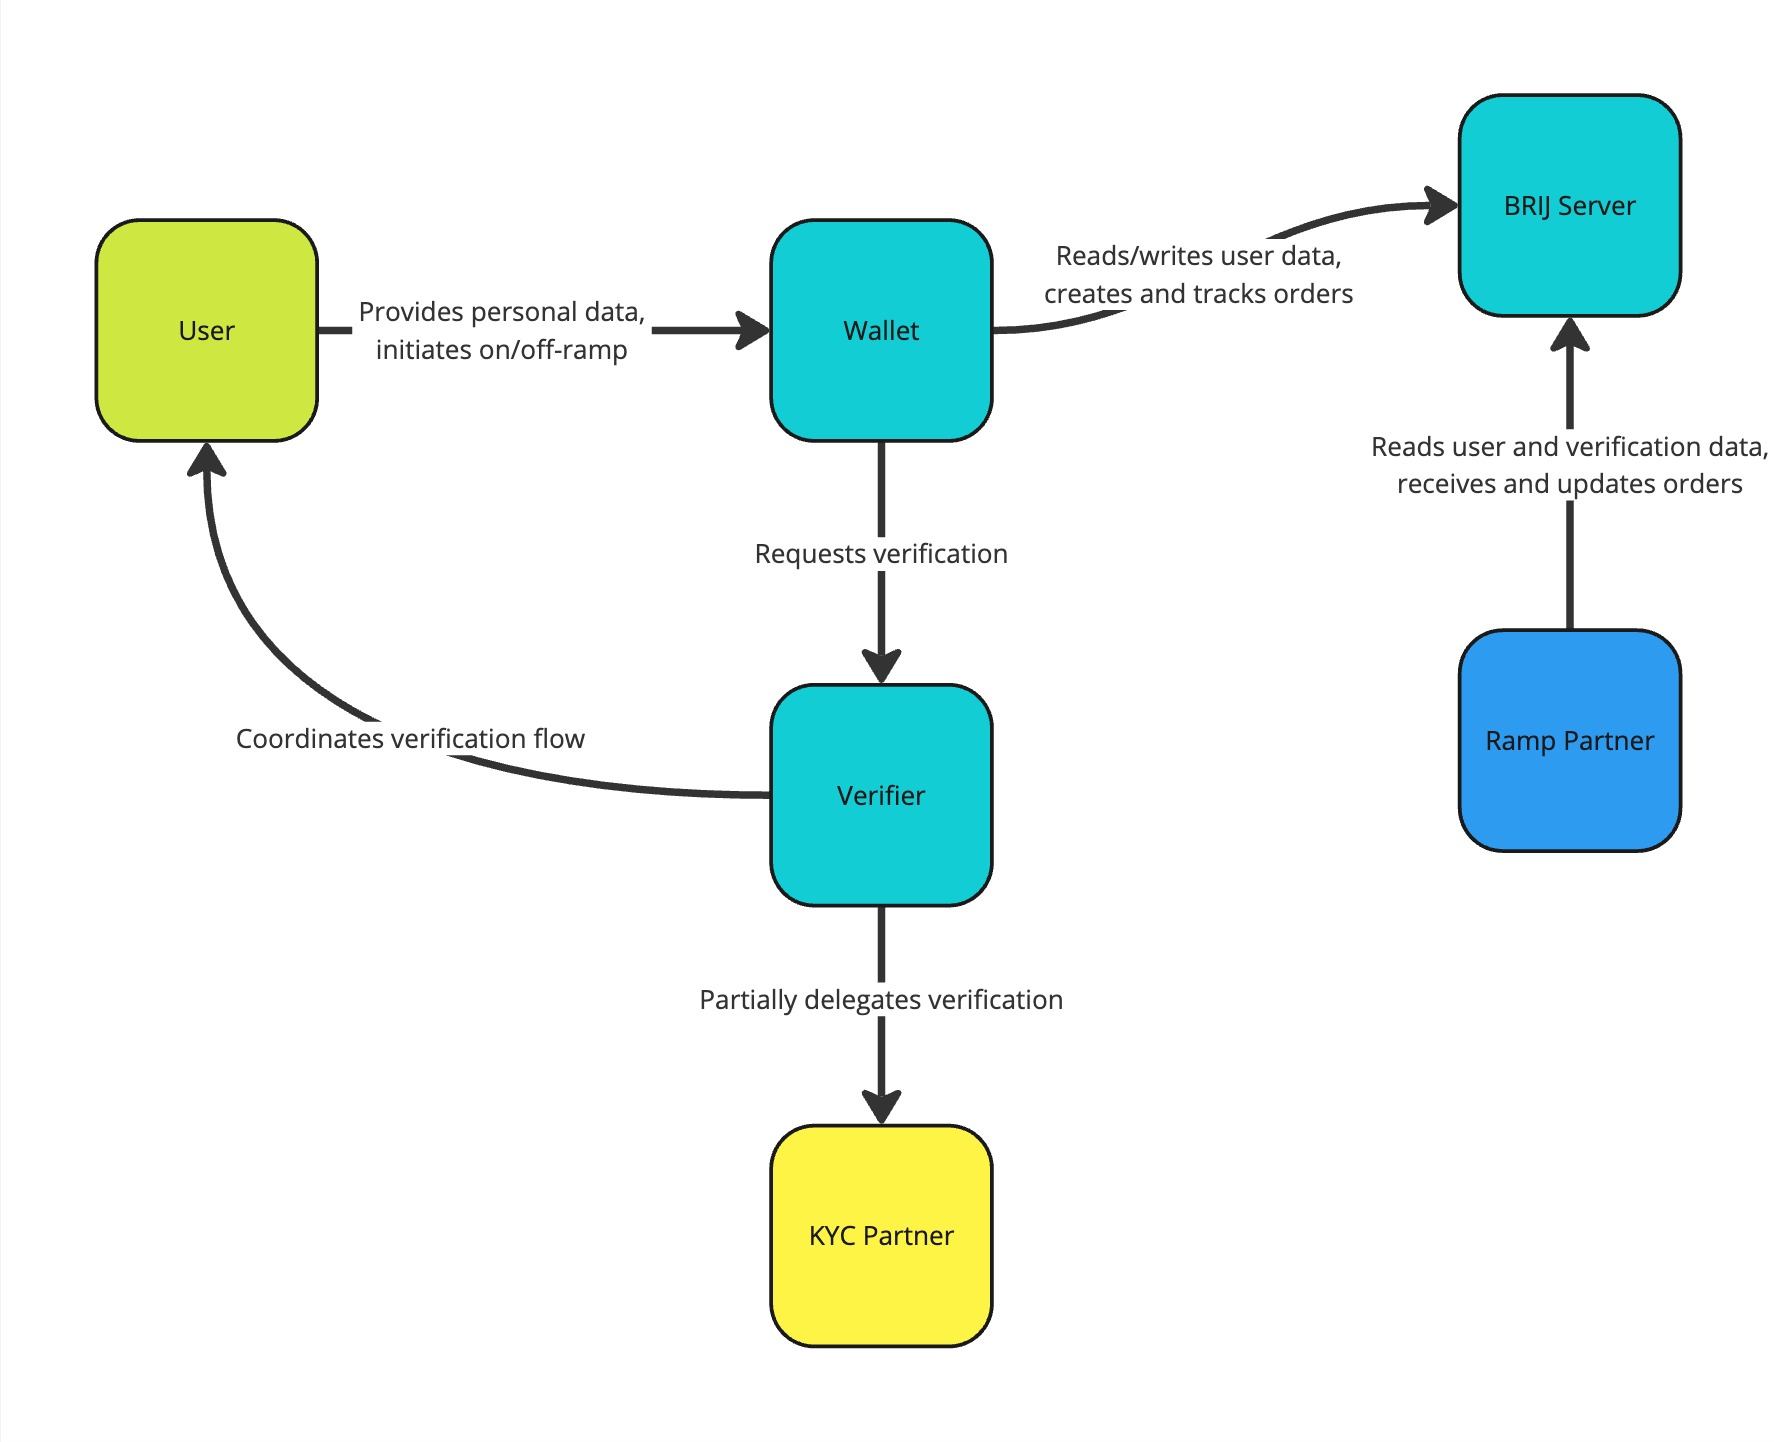 BRIJ Server
Reads/writes user data,
creates and tracks orders
User
Provides personal data,
initiates on/off-ramp
Wallet
Reads user and verification data,
receives and updates orders
Requests verification
Coordinates verification flow
Ramp Partner
Verifier
Partially delegates verification
KYC Partner